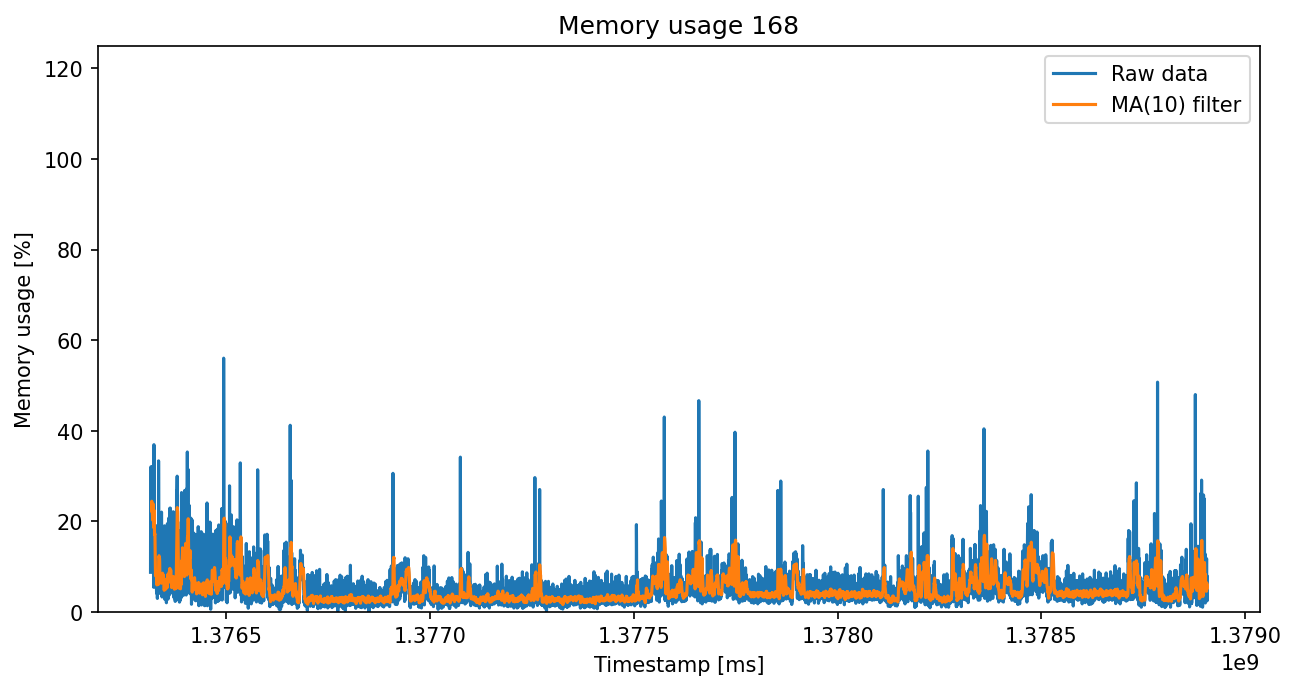 Memory usage 168
Raw data
MA(10) filter
Memory usage [%]
120
100
80
60
40
20
0
1.3765 1.3770 1.3775 1.3780 1.3785 1.3790
Timestamp [ms]
1e9